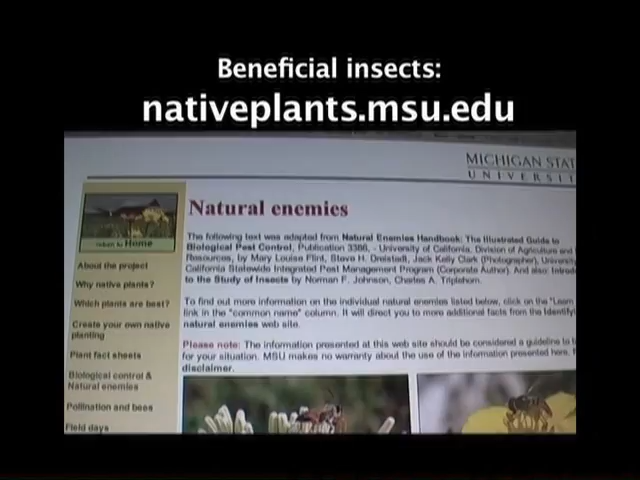 Beneficial insects:
nativeplants.msu.edu
MICHIGAN STAT
UNIVERSIT
Natural enemies
The following text was adapted from Natural Enemies Handbook: The Illustrated Guide to
Biological Pest Control, Publication 3386, - University of California. Division of Agriculture and
Resources, by Mary Louise Flint, Steve H. Dreistadt, Jack Kelly Clark (Photographer), University
California Statewide Integrated Pest Management Program (Corporate Author). And also: Introd
to the Study of Insects by Norman F. Johnson, Charles A. Triplehorn.
To find out more information on the individual natural enemies listed below, click on the "Learn
link in the "common name" column. It will direct you to more additional facts from the Identify
natural enemies web site.
Please note: The information presented at this web site should be considered a guideline to
for your situation. MSU makes no warranty about the use of the information presented here.
disclaimer.
return to Home
About the project
Why native plants?
Which plants are best?
Create your own native
planting
Plant fact sheets
Biological control &
Natural enemies
Pollination and bees
Field days